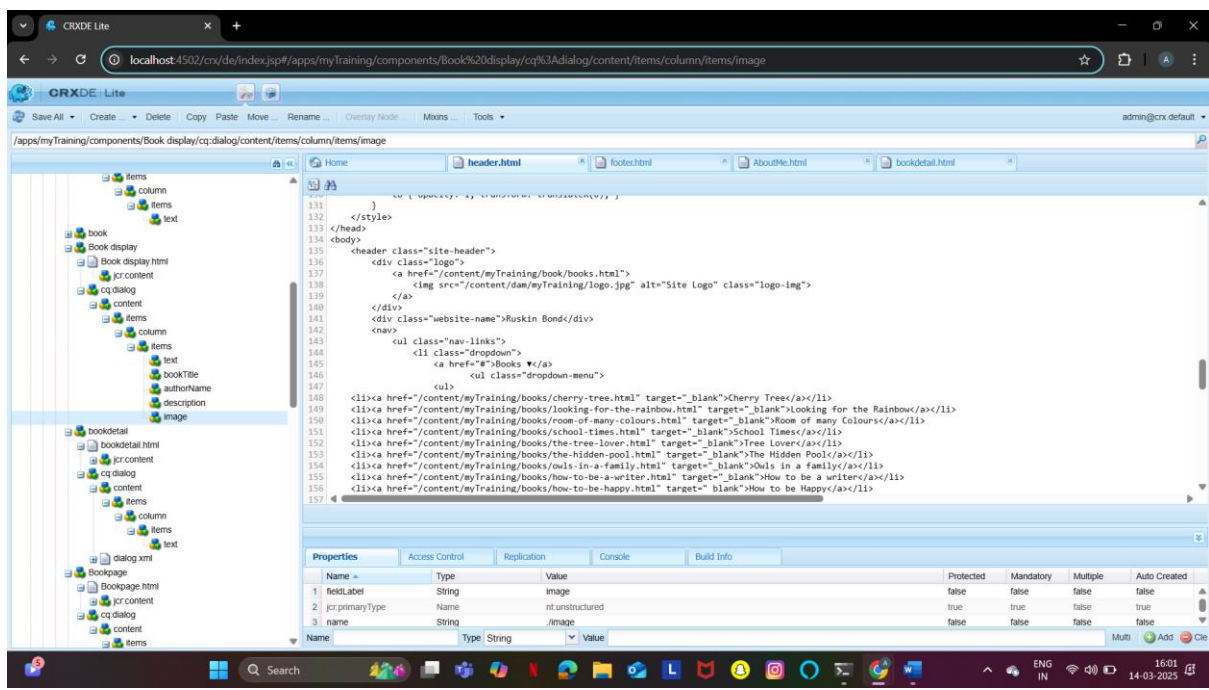 CRXDE Lite
localhost:4502/crx/de/index.jsp#/apps/myTraining/components/Book%20display/cq%3Adialog/content/items/column/items/image
A
CRXDE | Lite
Save All Create ... Delete Copy Paste Move ... Rename ... Overlay Node ... Mixins ... Tools admin@crx.default
/apps/myTraining/components/Book display/cq:dialog/content/items/column/items/image
Home header.html footer.html AboutMe.html bookdetail.html
items
column
items
text
book
Book display
Book display.html
jcr:content
cq:dialog
content
items
column
items
text
bookTitle
authorName
description
image
bookdetail
bookdetail.html
jcr:content
cq:dialog
content
items
column
items
text
dialog.xml
Bookpage
Bookpage.html
jcr:content
cq:dialog
content
items
131 }
132 </style>
133 </head>
134 <body>
135 <header class="site-header">
136 <div class="logo">
137 <a href="/content/myTraining/book/books.html">
138 <img src="/content/dam/myTraining/logo.jpg" alt="Site Logo" class="logo-img">
139 </a>
140 </div>
141 <div class="website-name">Ruskin Bond</div>
142 <nav>
143 <ul class="nav-links">
144 <li class="dropdown">
145 <a href="#">Books ▼</a>
146 <ul class="dropdown-menu">
147 <ul>
148 <li><a href="/content/myTraining/books/cherry-tree.html" target="_blank">Cherry Tree</a></li>
149 <li><a href="/content/myTraining/books/looking-for-the-rainbow.html" target="_blank">Looking for the Rainbow</a></li>
150 <li><a href="/content/myTraining/books/room-of-many-colours.html" target="_blank">Room of many Colours</a></li>
151 <li><a href="/content/myTraining/books/school-times.html" target="_blank">School Times</a></li>
152 <li><a href="/content/myTraining/books/the-tree-lover.html" target="_blank">Tree Lover</a></li>
153 <li><a href="/content/myTraining/books/the-hidden-pool.html" target="_blank">The Hidden Pool</a></li>
154 <li><a href="/content/myTraining/books/owls-in-a-family.html" target="_blank">Owls in a family</a></li>
155 <li><a href="/content/myTraining/books/how-to-be-a-writer.html" target="_blank">How to be a writer</a></li>
156 <li><a href="/content/myTraining/books/how-to-be-happy.html" target="_blank">How to be Happy</a></li>
157
Properties Access Control Replication Console Build Info
Name Type Value Protected Mandatory Multiple Auto Created
1 fieldLabel String image false false false false
2 jcr:primaryType Name nt:unstructured true true false true
3 name String ./image false false false false
Name Type String Value Multi Add Cle
Search
ENG
IN
16:01
14-03-2025